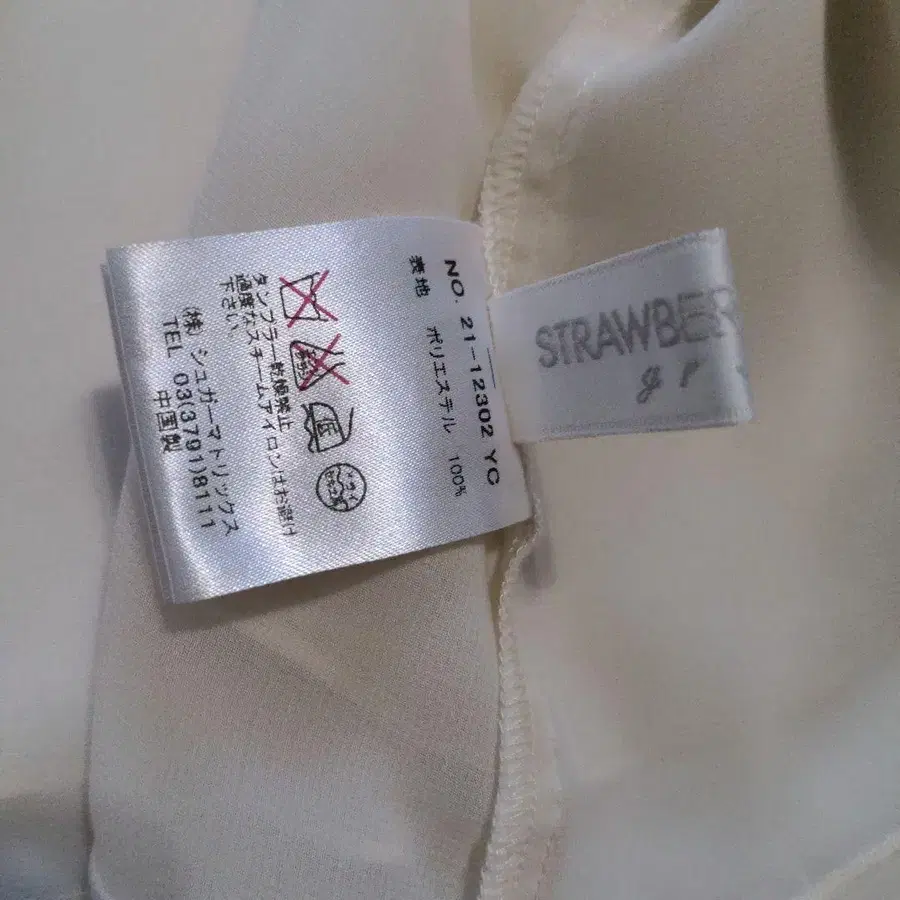 NO. 21-12302 YC
表地 ポリエステル 100%
タンブラー乾燥禁止
過度なスチームアイロンはお避け
下さい
(株) シュガーマトリックス
TEL 03(3791)8111
中国製
STRAWBER